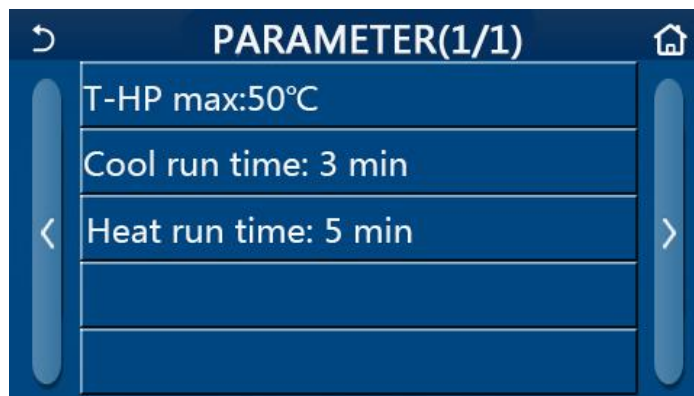 PARAMETER(1/1)
T-HP max:50℃
Cool run time: 3 min
Heat run time: 5 min